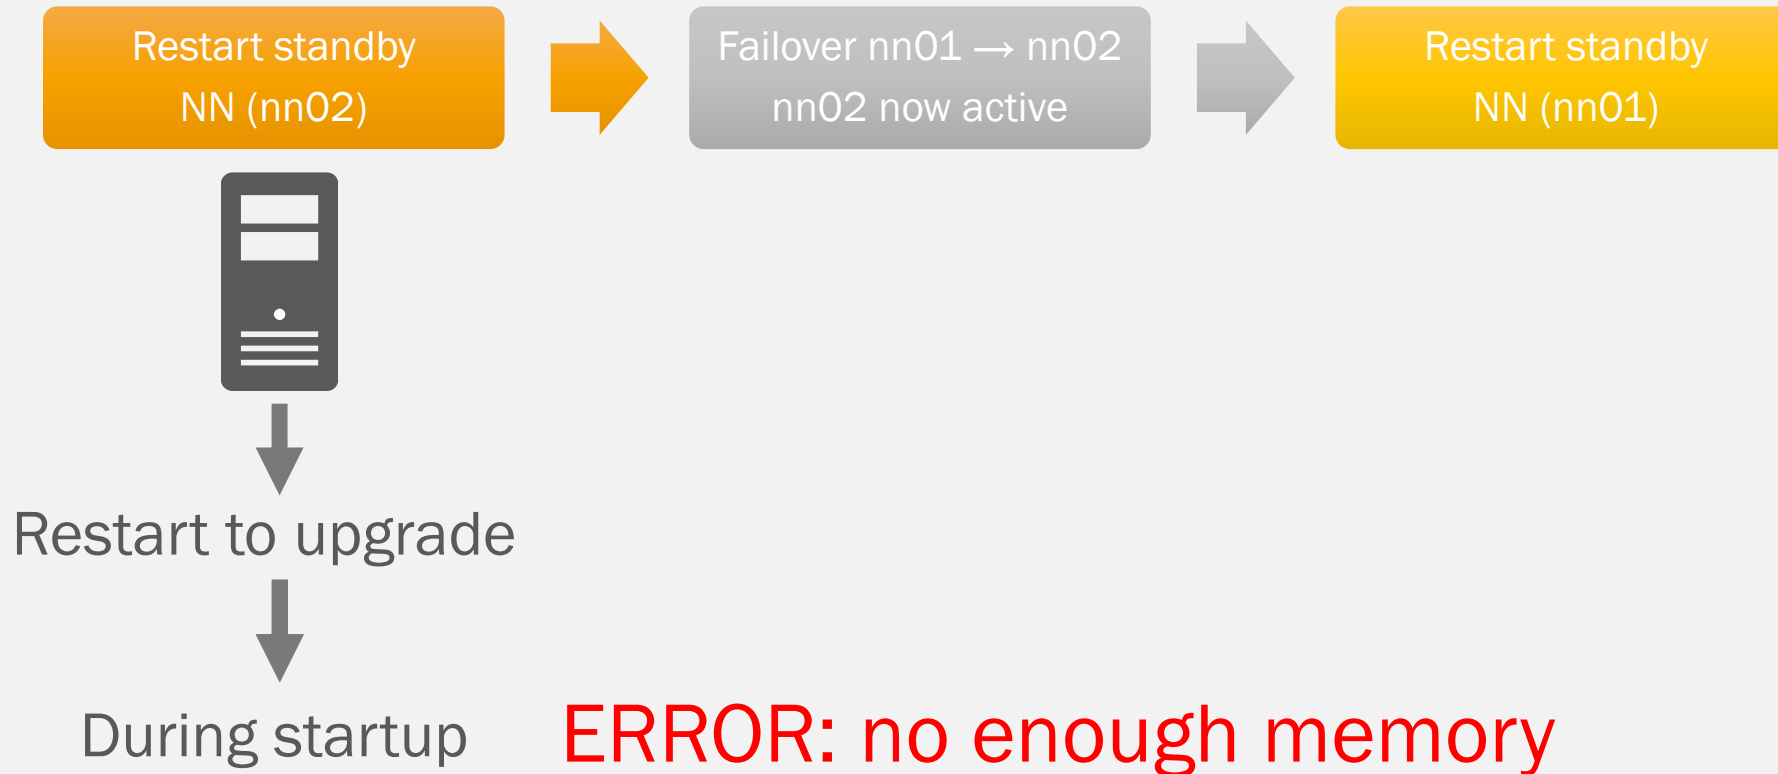 Restart standby
NN (nn02)
Failover nn01 → nn02
nn02 now active
Restart standby
NN (nn01)
Restart to upgrade
During startup
ERROR: no enough memory